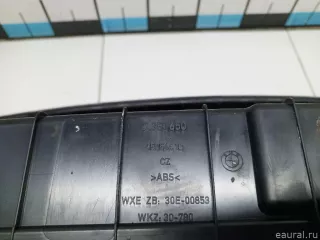 CZ
>ABS<
WXE ZB. 30E-00853
WKZ. 30-790
eaural.ru